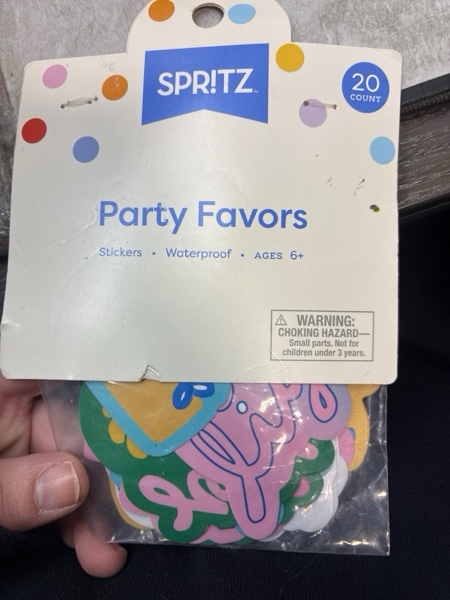 SPR!TZ™
20
COUNT
Party Favors
Stickers • Waterproof • AGES 6+
⚠ WARNING:
CHOKING HAZARD—
Small parts. Not for
children under 3 years.